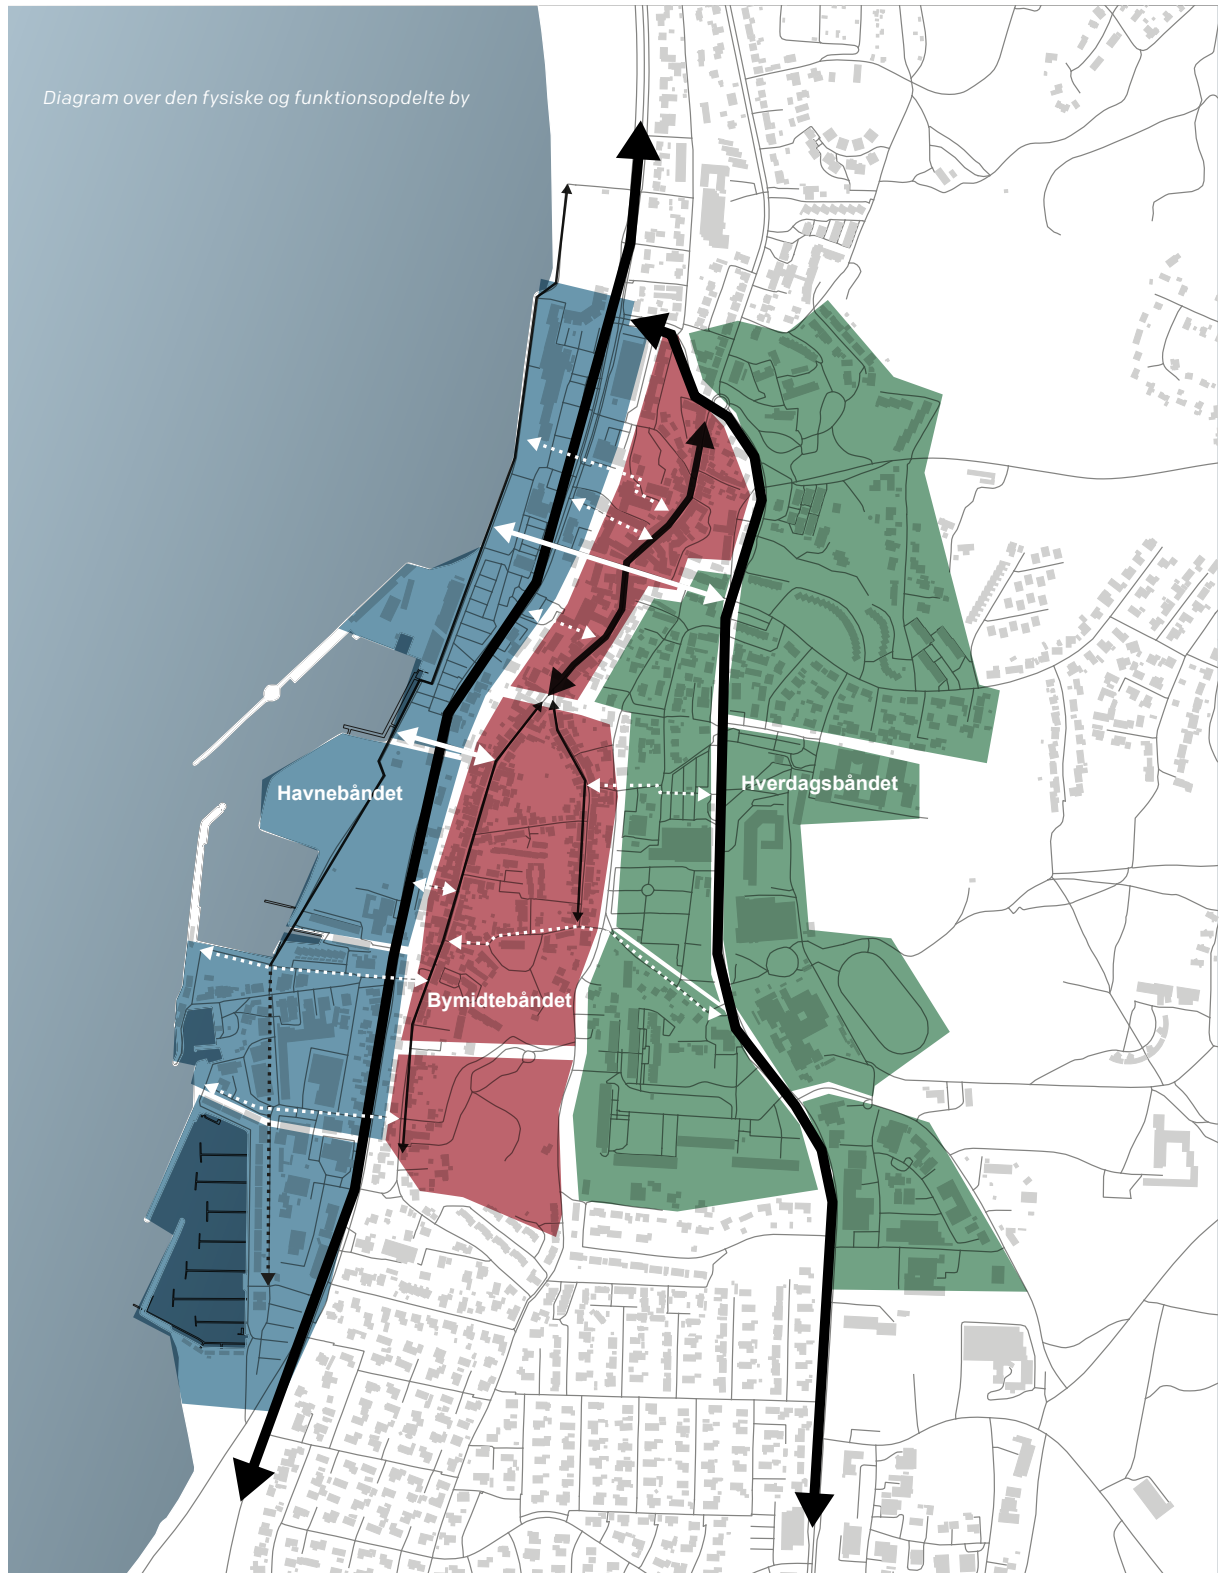 Diagram over den fysiske og funktionsopdelte by
Havnebåndet
Hverdagsbåndet
Bymidtebåndet